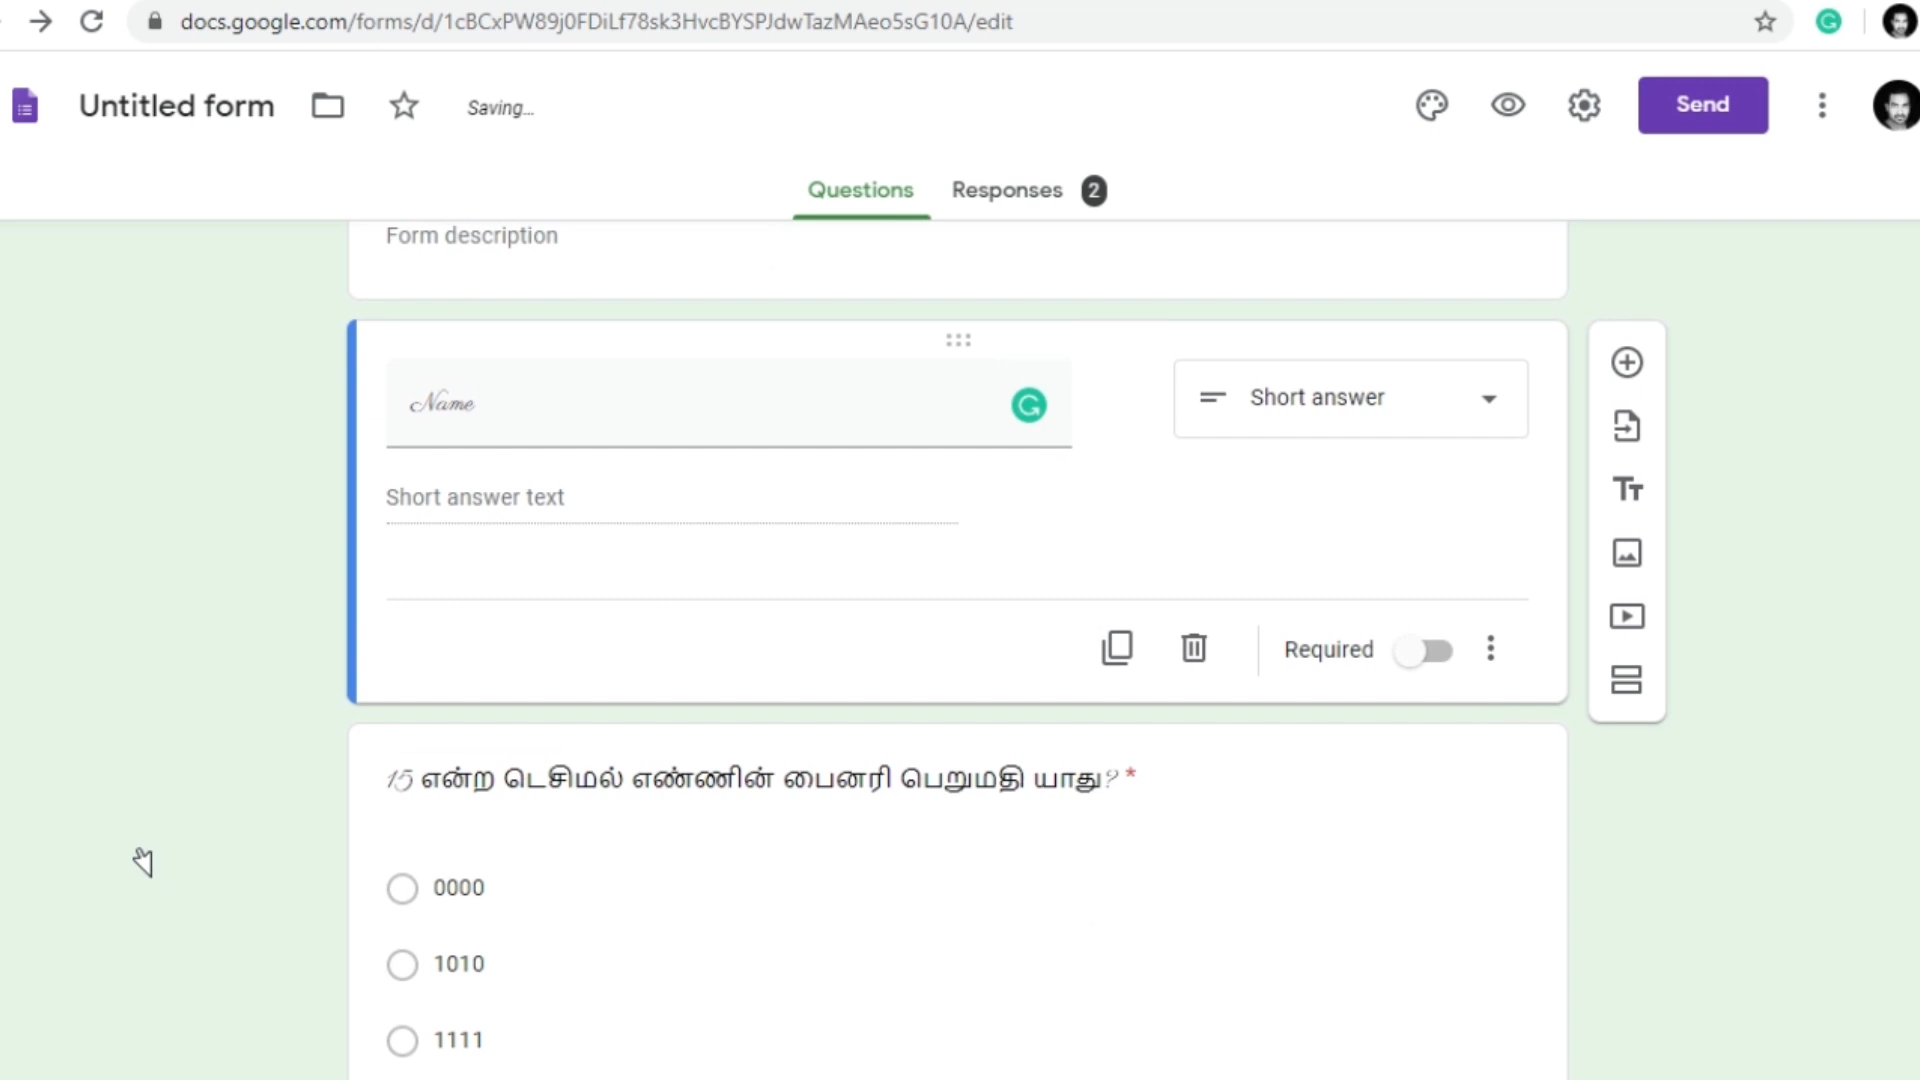 docs.google.com/forms/d/1cBCxPW89j0FDiLf78sk3HvcBYSPJdwTazMAeo5sG10A/edit
Untitled form
Saving...
Send
Questions
Responses 2
Form description
Name
Short answer
Short answer text
Required
15 என்ற டெசிமல் எண்ணின் பைனரி பெறுமதி யாது? *
0000
1010
1111